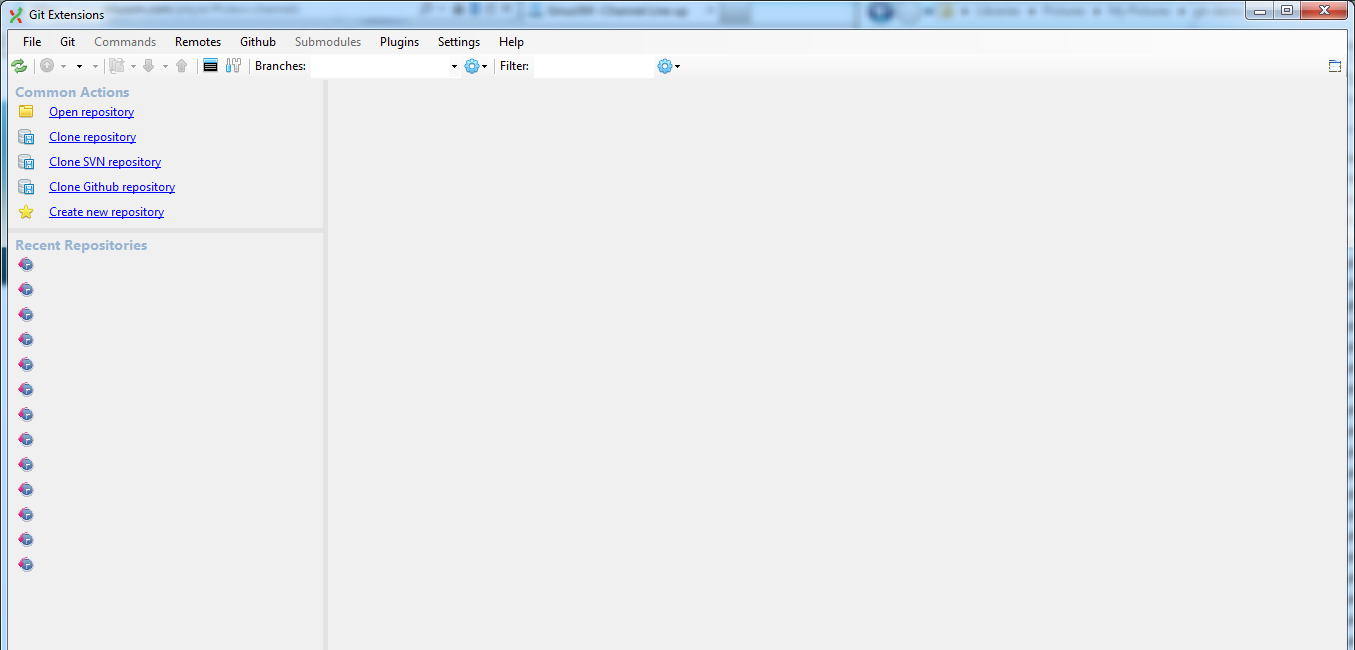 Git Extensions
File Git Commands Remotes Github Submodules Plugins Settings Help
Branches: Filter:
Common Actions
Open repository
Clone repository
Clone SVN repository
Clone Github repository
Create new repository
Recent Repositories